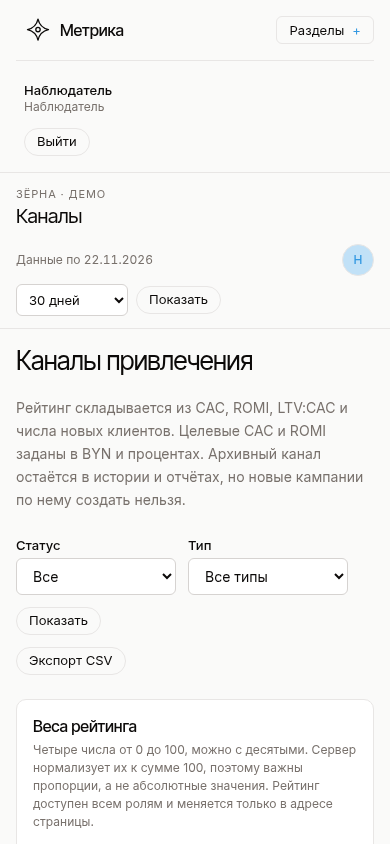 Метрика
Разделы +
Наблюдатель
Наблюдатель
Выйти
ЗЁРНА · ДЕМО
Каналы
Данные по 22.11.2026
Н
30 дней
Показать
Каналы привлечения
Рейтинг складывается из CAC, ROMI, LTV:CAC и
числа новых клиентов. Целевые CAC и ROMI
заданы в BYN и процентах. Архивный канал
остаётся в истории и отчётах, но новые кампании
по нему создать нельзя.
Статус
Тип
Все
Все типы
Показать
Экспорт CSV
Веса рейтинга
Четыре числа от 0 до 100, можно с десятыми. Сервер
нормализует их к сумме 100, поэтому важны
пропорции, а не абсолютные значения. Рейтинг
доступен всем ролям и меняется только в адресе
страницы.